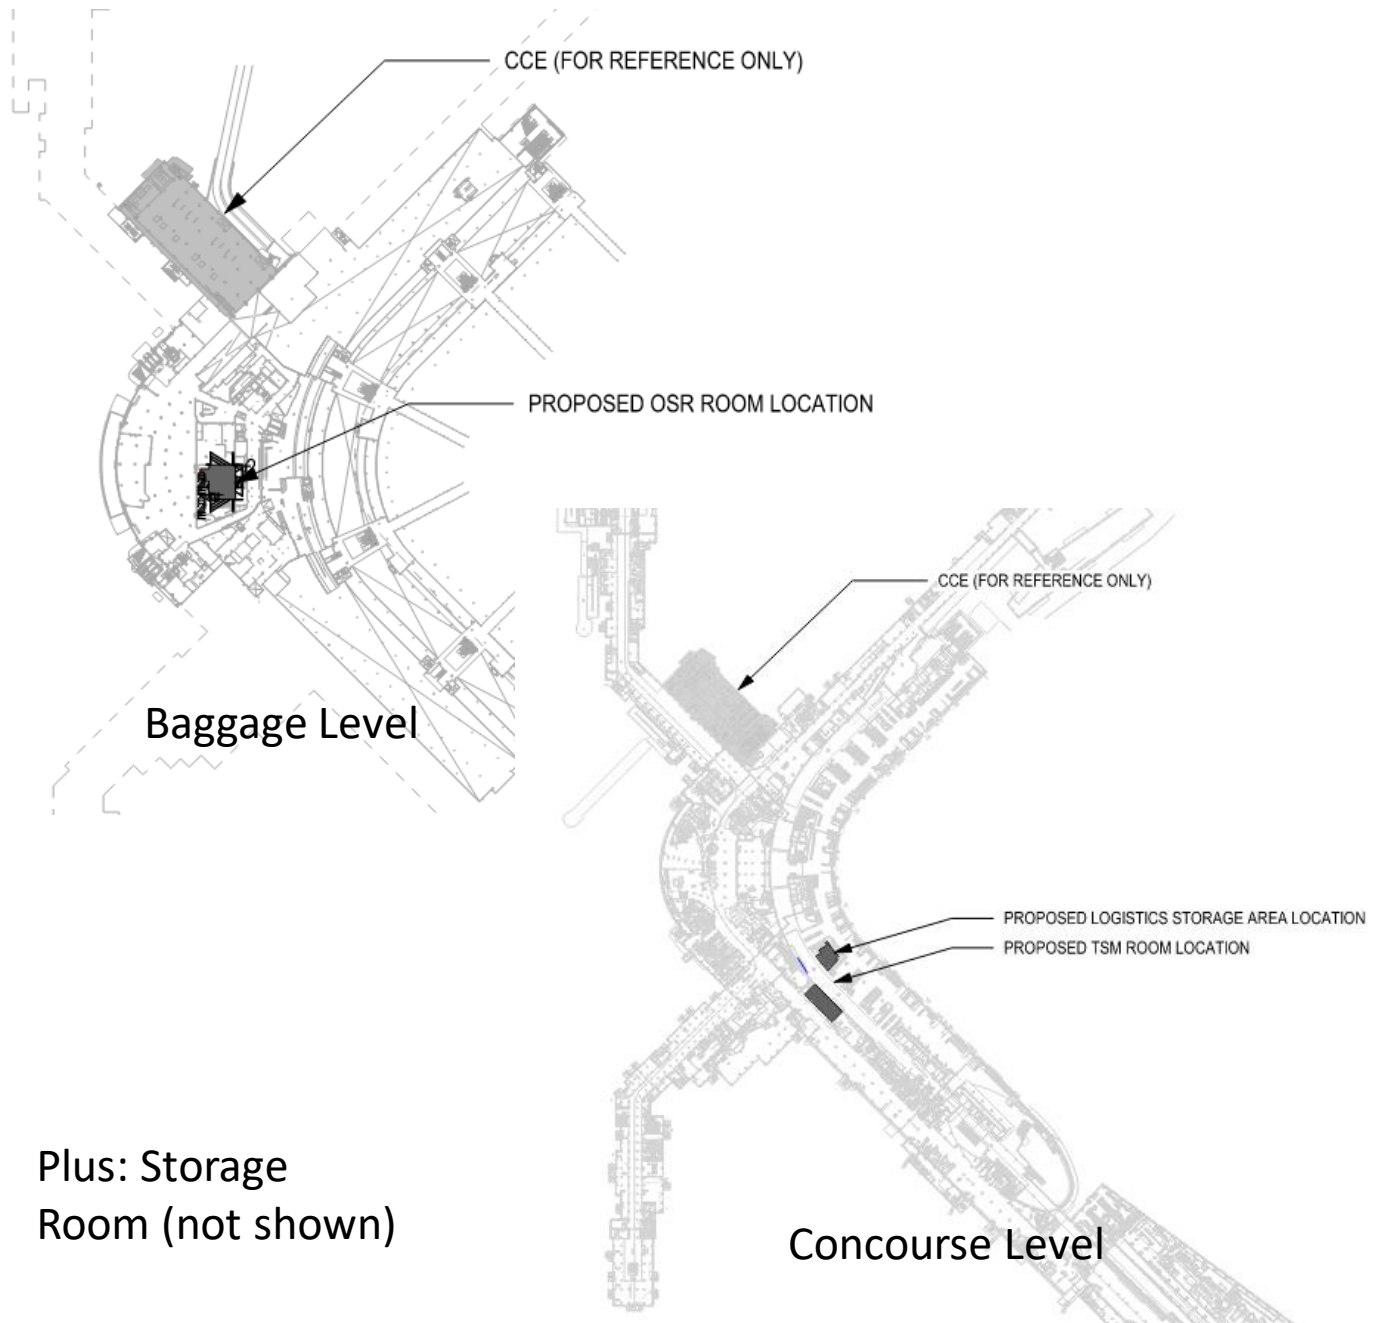 CCE (FOR REFERENCE ONLY)
PROPOSED OSR ROOM LOCATION
Baggage Level
CCE (FOR REFERENCE ONLY)
PROPOSED LOGISTICS STORAGE AREA LOCATION
PROPOSED TSM ROOM LOCATION
Plus: Storage
Room (not shown)
Concourse Level